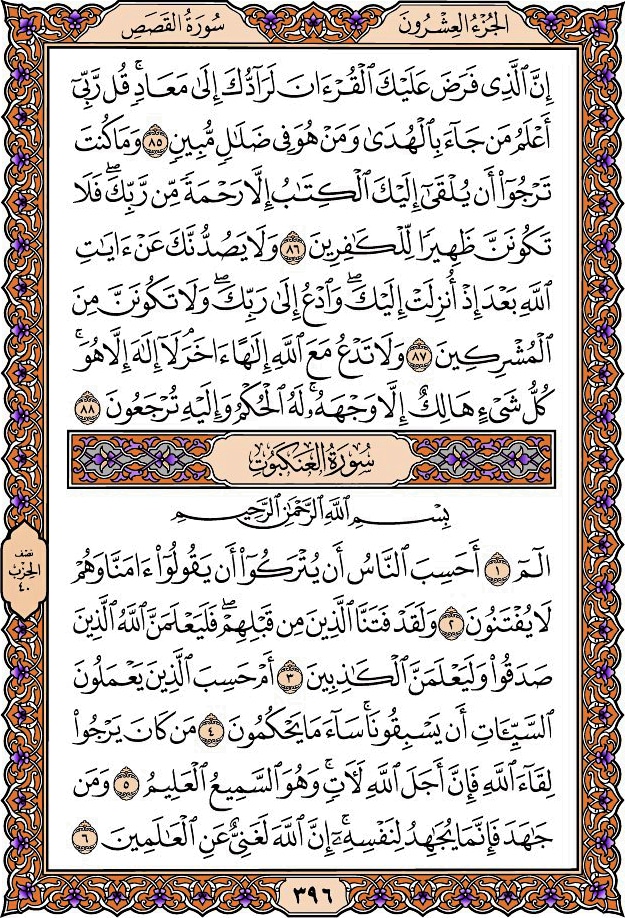 الجُزْءُ العِشْرُونَ
سُورَةُ القَصَصِ
إِنَّ ٱلَّذِى فَرَضَ عَلَيْكَ ٱلْقُرْءَانَ لَرَآدُّكَ إِلَىٰ مَعَادٍۢ ۚ قُل رَّبِّىٓ
أَعْلَمُ مَن جَآءَ بِٱلْهُدَىٰ وَمَنْ هُوَ فِى ضَلَٰلٍۢ مُّبِينٍۢ ٨٥ وَمَا كُنتَ
تَرْجُوٓا۟ أَن يُلْقَىٰٓ إِلَيْكَ ٱلْكِتَٰبُ إِلَّا رَحْمَةًۭ مِّن رَّبِّكَ ۖ فَلَا
تَكُونَنَّ ظَهِيرًۭا لِّلْكَٰفِرِينَ ٨٦ وَلَا يَصُدُّنَّكَ عَنْ ءَايَٰتِ
ٱللَّهِ بَعْدَ إِذْ أُنزِلَتْ إِلَيْكَ ۖ وَٱدْعُ إِلَىٰ رَبِّكَ ۖ وَلَا تَكُونَنَّ مِنَ
ٱلْمُشْرِكِينَ ٨٧ وَلَا تَدْعُ مَعَ ٱللَّهِ إِلَٰهًا ءَاخَرَ ۘ لَآ إِلَٰهَ إِلَّا هُوَ ۚ
كُلُّ شَىْءٍ هَالِكٌ إِلَّا وَجْهَهُۥ ۚ لَهُ ٱلْحُكْمُ وَإِلَيْهِ تُرْجَعُونَ ٨٨
سُورَةُ العَنكَبُوتِ
بِسْمِ ٱللَّهِ ٱلرَّحْمَٰنِ ٱلرَّحِيمِ
الٓمٓ ١ أَحَسِبَ ٱلنَّاسُ أَن يُتْرَكُوٓا۟ أَن يَقُولُوٓا۟ ءَامَنَّا وَهُمْ
لَا يُفْتَنُونَ ٢ وَلَقَدْ فَتَنَّا ٱلَّذِينَ مِن قَبْلِهِمْ ۖ فَلَيَعْلَمَنَّ ٱللَّهُ ٱلَّذِينَ
صَدَقُوا۟ وَلَيَعْلَمَنَّ ٱلْكَٰذِبِينَ ٣ أَمْ حَسِبَ ٱلَّذِينَ يَعْمَلُونَ
ٱلسَّيِّـَٔاتِ أَن يَسْبِقُونَا ۚ سَآءَ مَا يَحْكُمُونَ ٤ مَن كَانَ يَرْجُوا۟
لِقَآءَ ٱللَّهِ فَإِنَّ أَجَلَ ٱللَّهِ لَـَٔاتٍۢ ۚ وَهُوَ ٱلسَّمِيعُ ٱلْعَلِيمُ ٥ وَمَن
جَٰهَدَ فَإِنَّمَا يُجَٰهِدُ لِنَفْسِهِۦٓ ۚ إِنَّ ٱللَّهَ لَغَنِىٌّ عَنِ ٱلْعَٰلَمِينَ ٦
نصف
الحزب
٤٠
٣٩٦